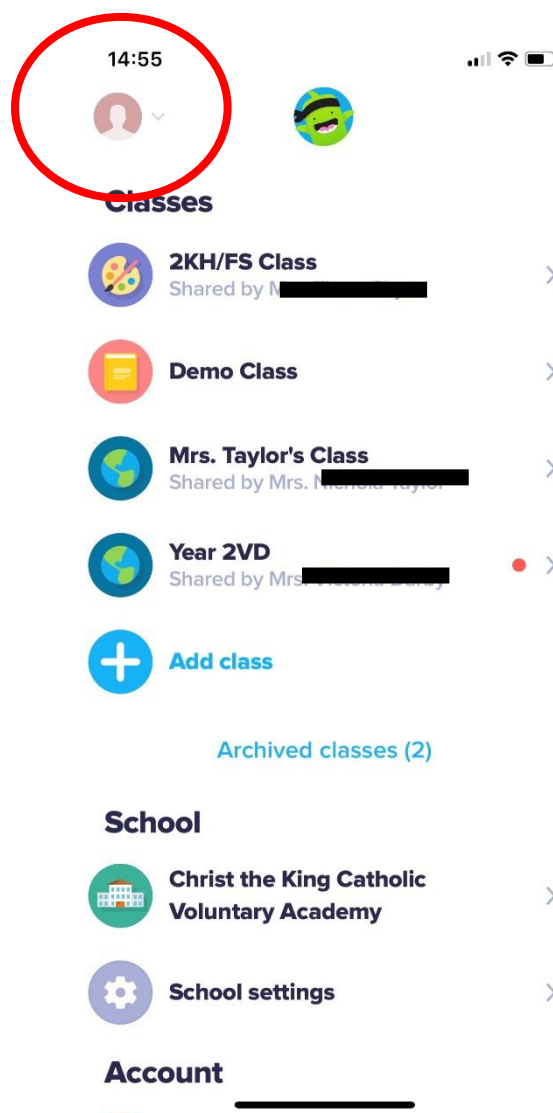 14:55
Classes
2KH/FS Class
Shared by
Demo Class
Mrs. Taylor's Class
Shared by Mrs.
Year 2VD
Shared by Mrs.
Add class
Archived classes (2)
School
Christ the King Catholic
Voluntary Academy
School settings
Account